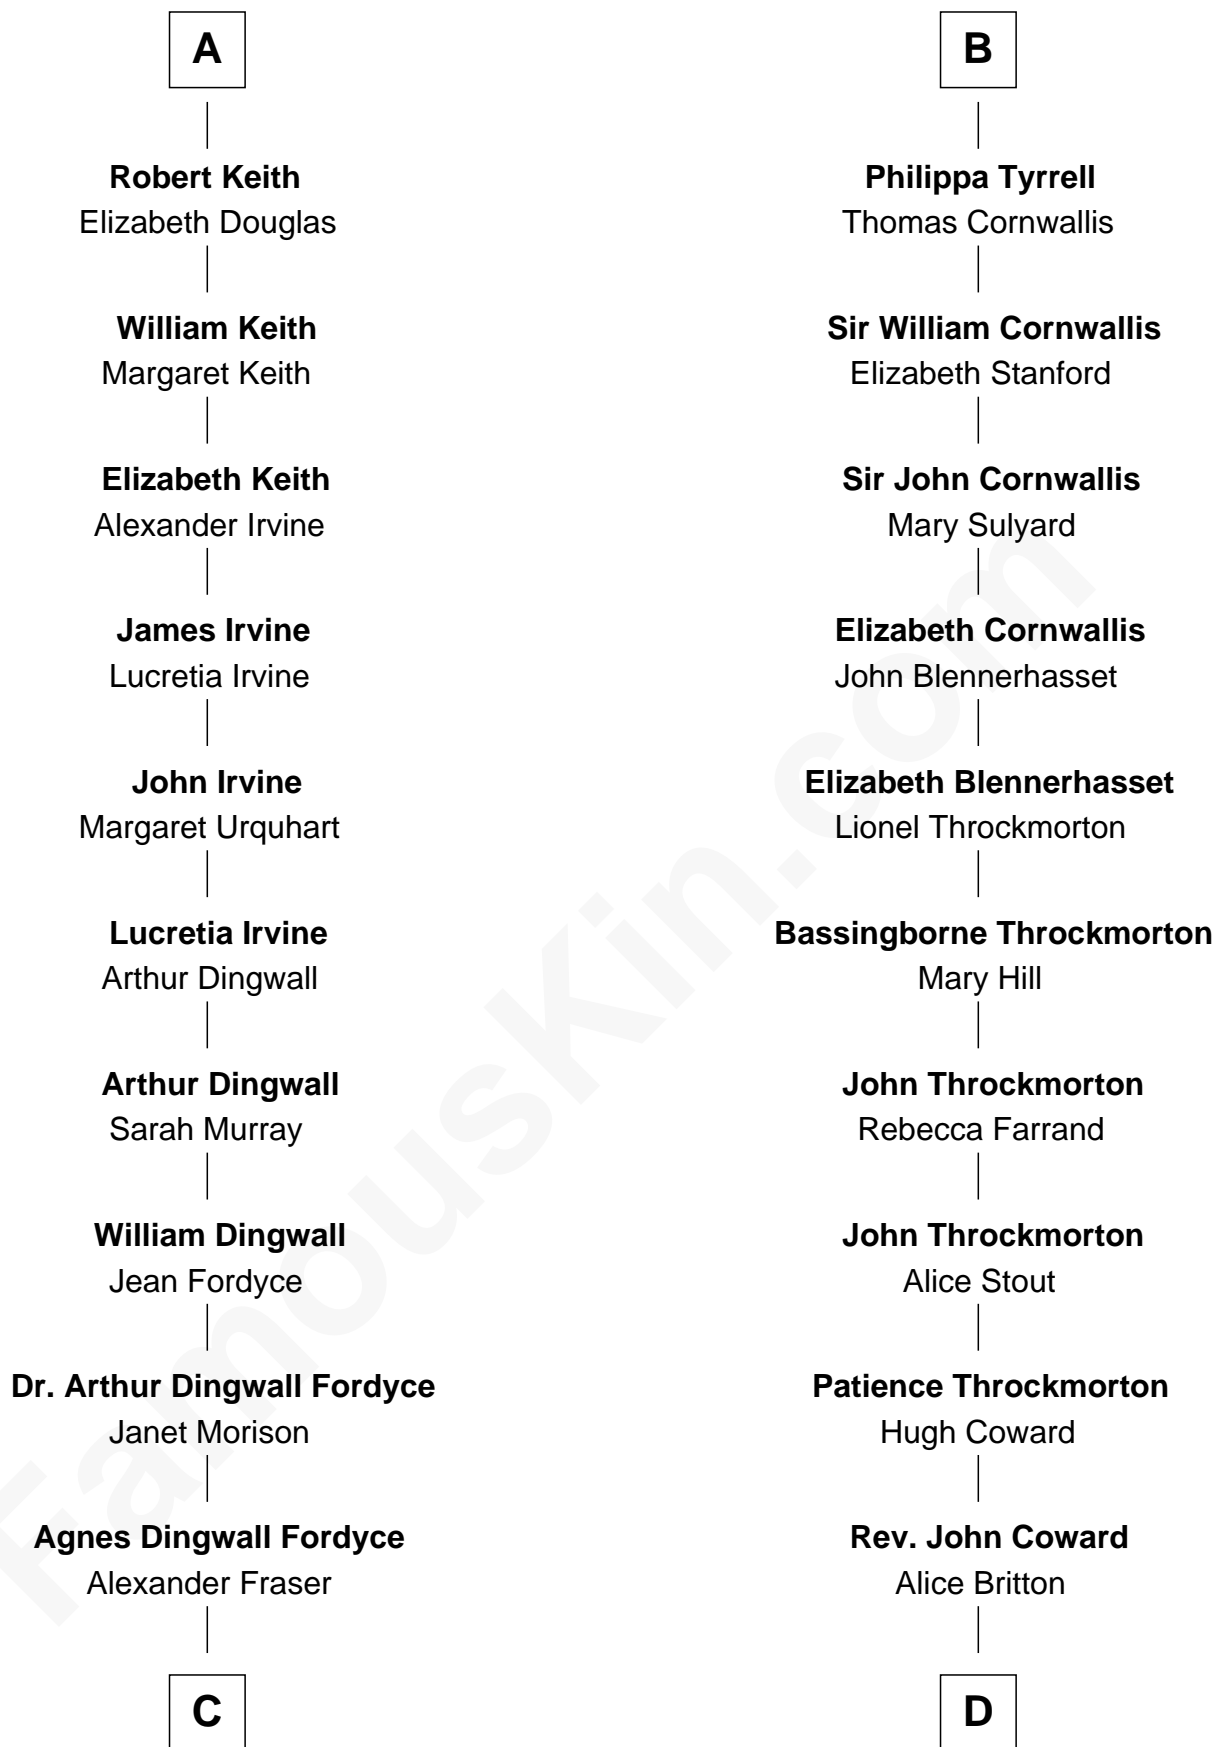 A
Robert Keith
Elizabeth Douglas
William Keith
Margaret Keith
Elizabeth Keith
Alexander Irvine
James Irvine
Lucretia Irvine
John Irvine
Margaret Urquhart
Lucretia Irvine
Arthur Dingwall
Arthur Dingwall
Sarah Murray
William Dingwall
Jean Fordyce
Dr. Arthur Dingwall Fordyce
Janet Morison
Agnes Dingwall Fordyce
Alexander Fraser
C
B
Philippa Tyrrell
Thomas Cornwallis
Sir William Cornwallis
Elizabeth Stanford
Sir John Cornwallis
Mary Sulyard
Elizabeth Cornwallis
John Blennerhasset
Elizabeth Blennerhasset
Lionel Throckmorton
Bassingborne Throckmorton
Mary Hill
John Throckmorton
Rebecca Farrand
John Throckmorton
Alice Stout
Patience Throckmorton
Hugh Coward
Rev. John Coward
Alice Britton
D
FamousKin.com